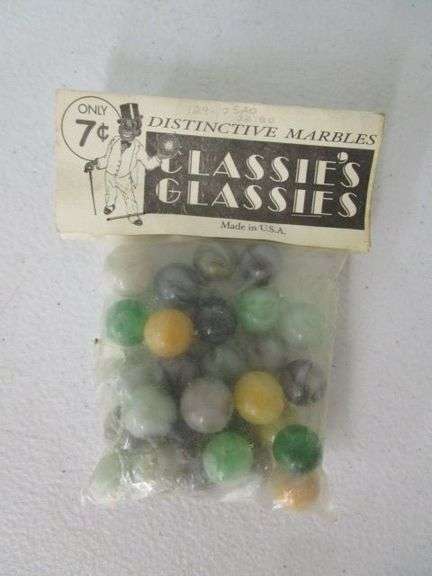 ONLY
7¢
DISTINCTIVE MARBLES
CLASSIE'S
GLASSIES
Made in U.S.A.